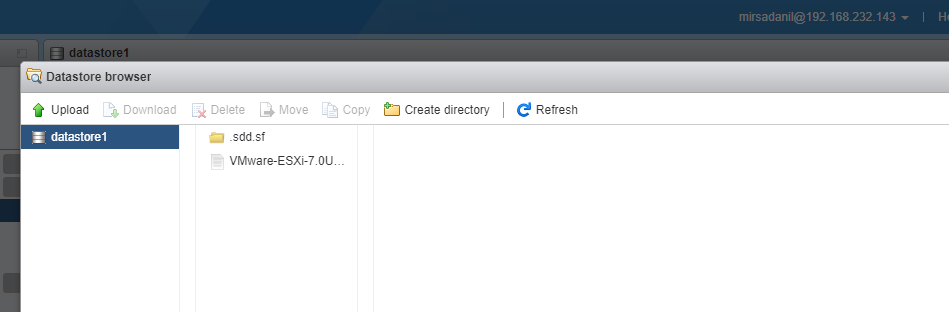 mirsadanil@192.168.232.143
datastore1
Datastore browser
Upload Download Delete Move Copy Create directory Refresh
datastore1 .sdd.sf
VMware-ESXi-7.0U...